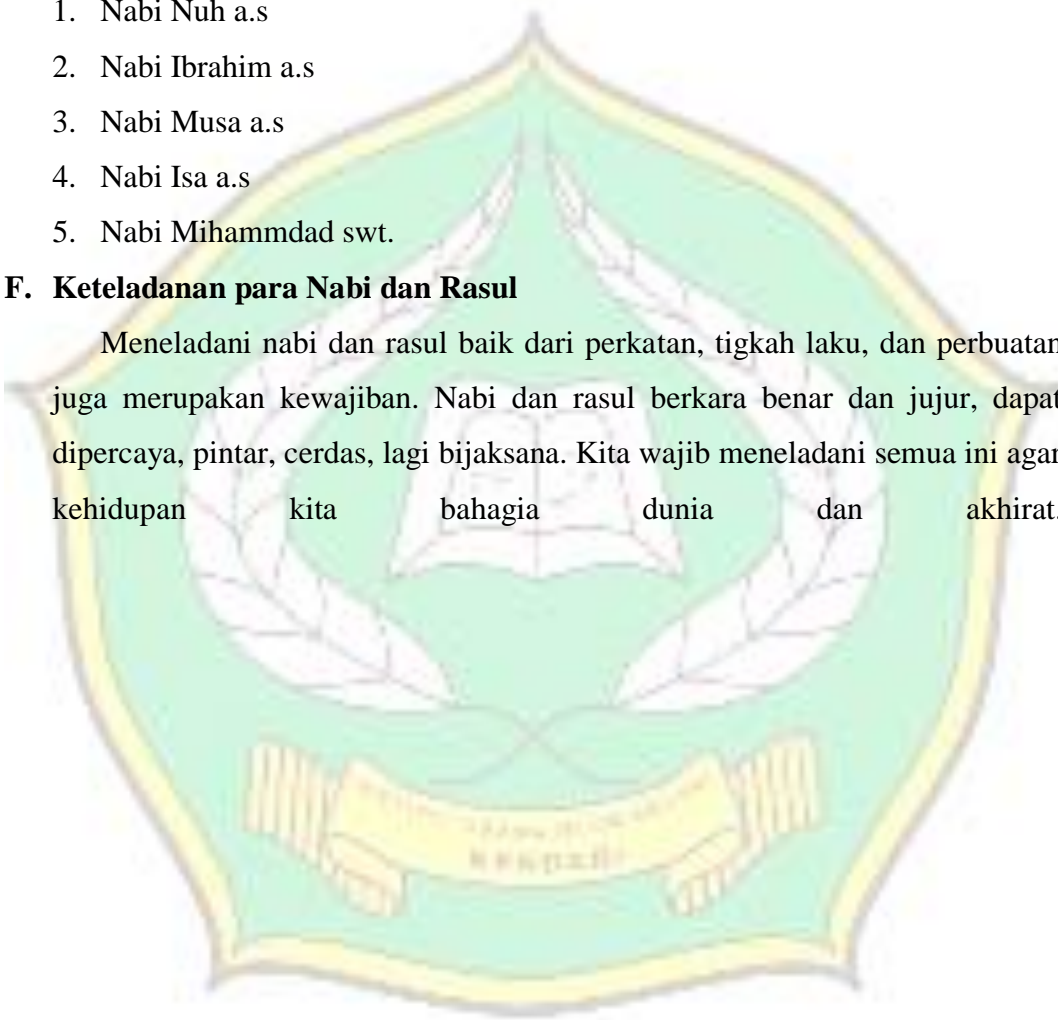 1. Nabi Nuh a.s
2. Nabi Ibrahim a.s
3. Nabi Musa a.s
4. Nabi Isa a.s
5. Nabi Mihammdad swt.
F. Keteladanan para Nabi dan Rasul
Meneladani nabi dan rasul baik dari perkatan, tigkah laku, dan perbuatan
juga merupakan kewajiban. Nabi dan rasul berkara benar dan jujur, dapat
dipercaya, pintar, cerdas, lagi bijaksana. Kita wajib meneladani semua ini agar
kehidupan kita bahagia dunia dan akhirat.
KENDARI